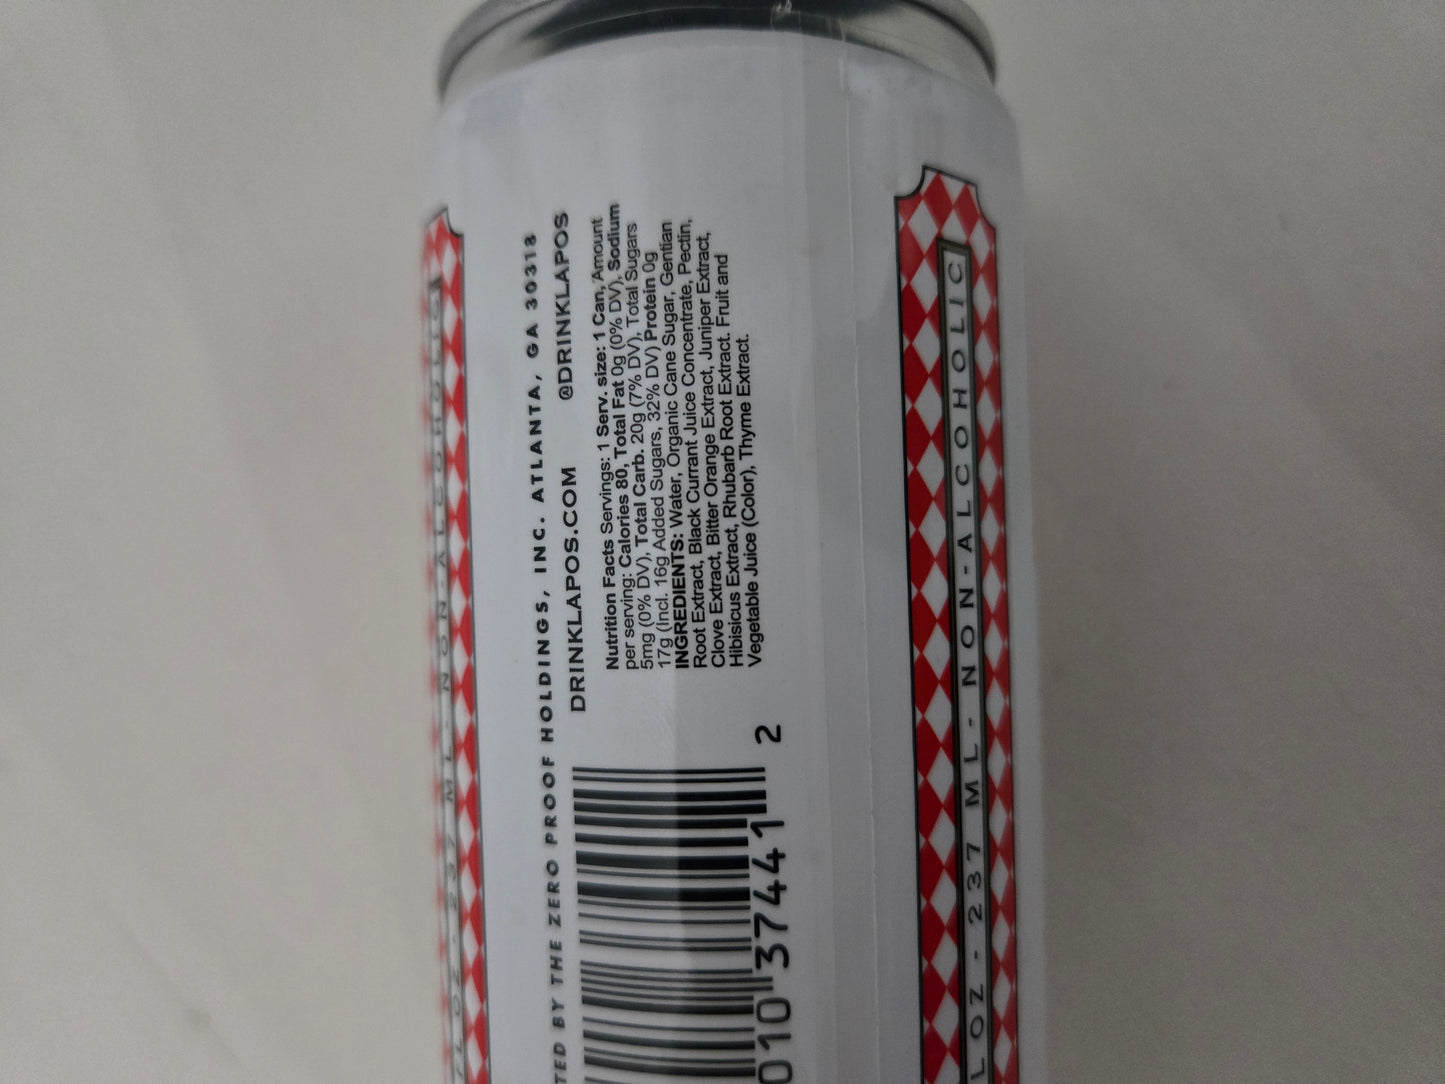 TED BY THE ZERO PROOF HOLDINGS, INC. ATLANTA, GA 30318
DRINKLAPOS.COM @DRINKLAPOS
Nutrition Facts Servings: 1 Serv. size: 1 Can, Amount
per serving: Calories 80, Total Fat 0g (0% DV), Sodium
5mg (0% DV), Total Carb. 20g (7% DV), Total Sugars
17g (Incl. 16g Added Sugars, 32% DV) Protein 0g
INGREDIENTS: Water, Organic Cane Sugar, Gentian
Root Extract, Black Currant Juice Concentrate, Pectin,
Clove Extract, Bitter Orange Extract, Juniper Extract,
Hibisicus Extract, Rhubarb Root Extract. Fruit and
Vegetable Juice (Color), Thyme Extract.
010 37441 2
L OZ - 237 ML - NON-ALCOHOLIC
FL OZ - 237 ML - NON-ALCOHOLIC